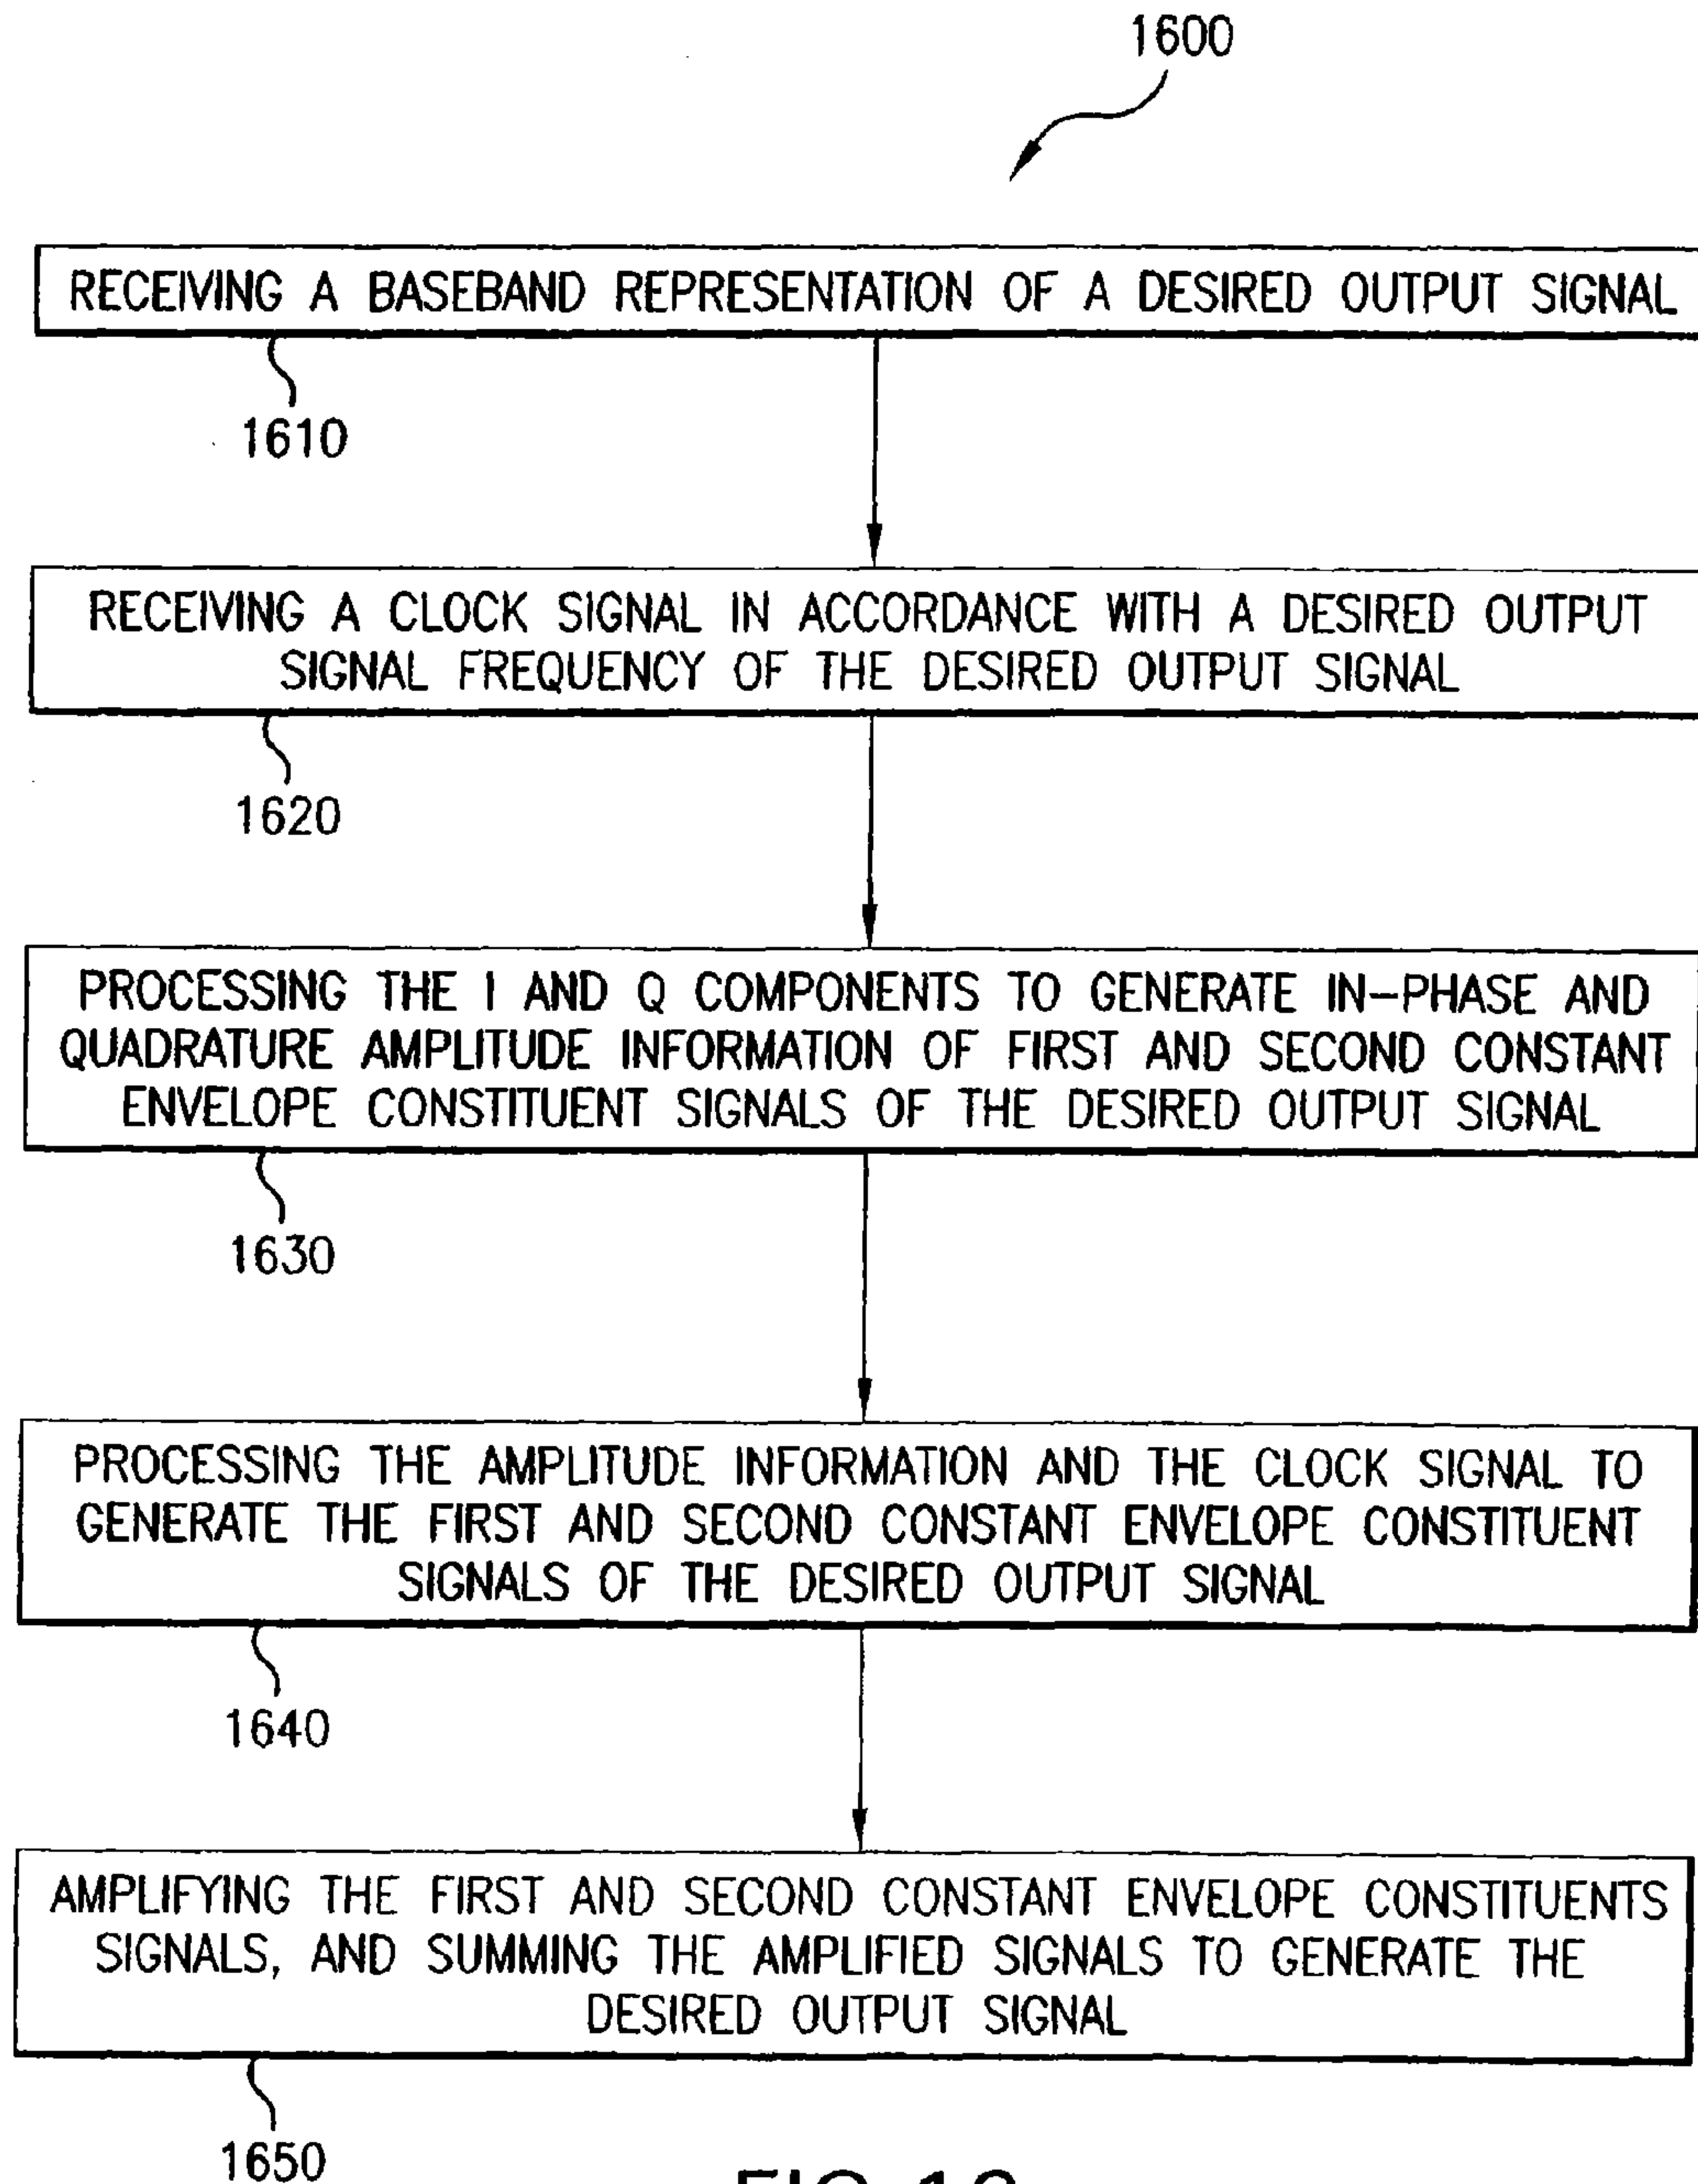 1600
RECEIVING A BASEBAND REPRESENTATION OF A DESIRED OUTPUT SIGNAL
1610
RECEIVING A CLOCK SIGNAL IN ACCORDANCE WITH A DESIRED OUTPUT
SIGNAL FREQUENCY OF THE DESIRED OUTPUT SIGNAL
1620
PROCESSING THE I AND Q COMPONENTS TO GENERATE IN-PHASE AND
QUADRATURE AMPLITUDE INFORMATION OF FIRST AND SECOND CONSTANT
ENVELOPE CONSTITUENT SIGNALS OF THE DESIRED OUTPUT SIGNAL
1630
PROCESSING THE AMPLITUDE INFORMATION AND THE CLOCK SIGNAL TO
GENERATE THE FIRST AND SECOND CONSTANT ENVELOPE CONSTITUENT
SIGNALS OF THE DESIRED OUTPUT SIGNAL
1640
AMPLIFYING THE FIRST AND SECOND CONSTANT ENVELOPE CONSTITUENTS
SIGNALS, AND SUMMING THE AMPLIFIED SIGNALS TO GENERATE THE
DESIRED OUTPUT SIGNAL
1650